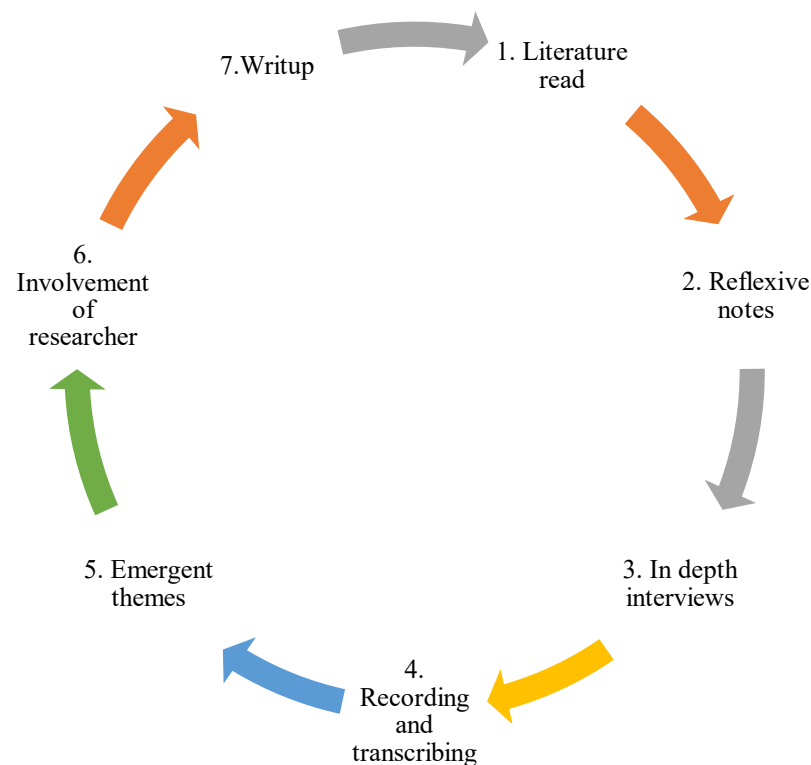 1. Literature
read
2. Reflexive
notes
3. In depth
interviews
4.
Recording
and
transcribing
5. Emergent
themes
6.
Involvement
of
researcher
7.Writup